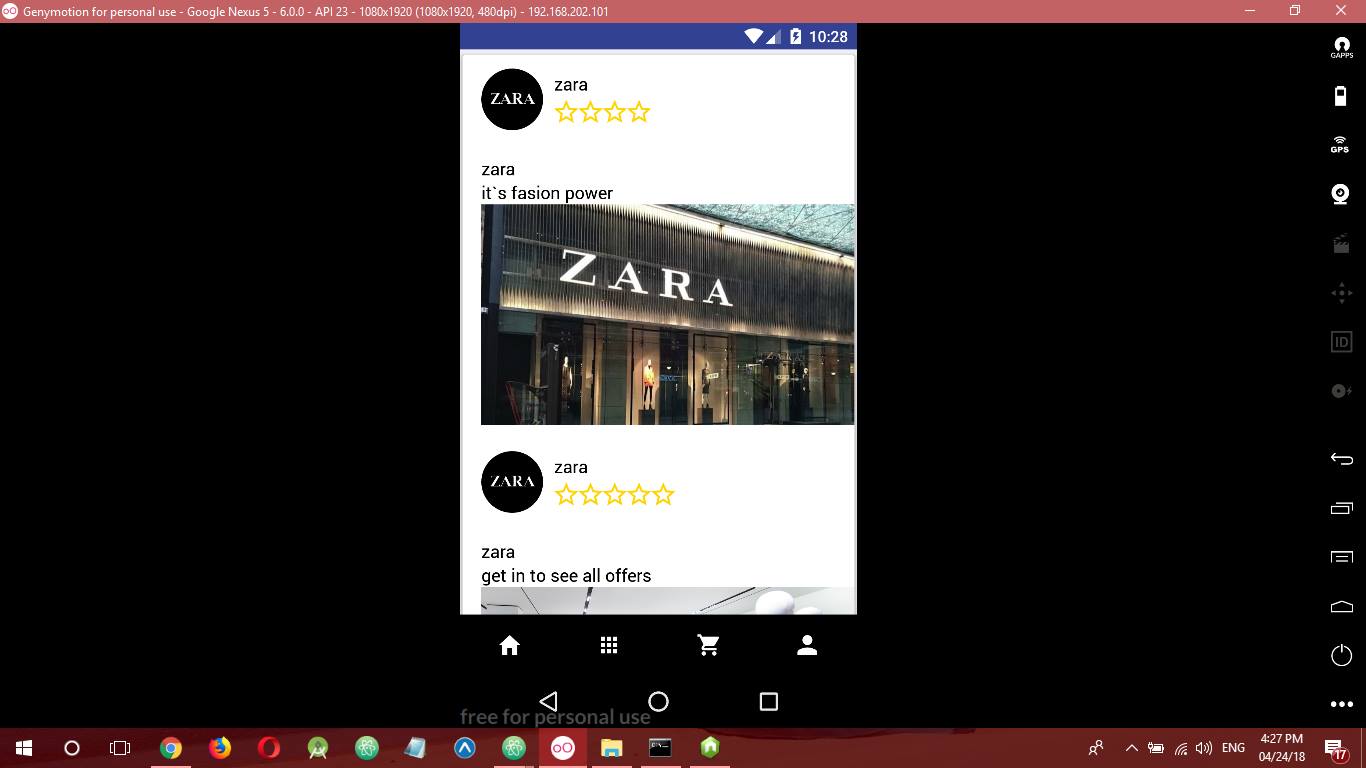 Genymotion for personal use - Google Nexus 5 - 6.0.0 - API 23 - 1080x1920 (1080x1920, 480dpi) - 192.168.202.101
10:28
GAPPS
GPS
ID
ZARA
zara
zara
it`s fasion power
ZARA
ZARA
ZARA
zara
zara
get in to see all offers
free for personal use
ENG
4:27 PM
04/24/18
17